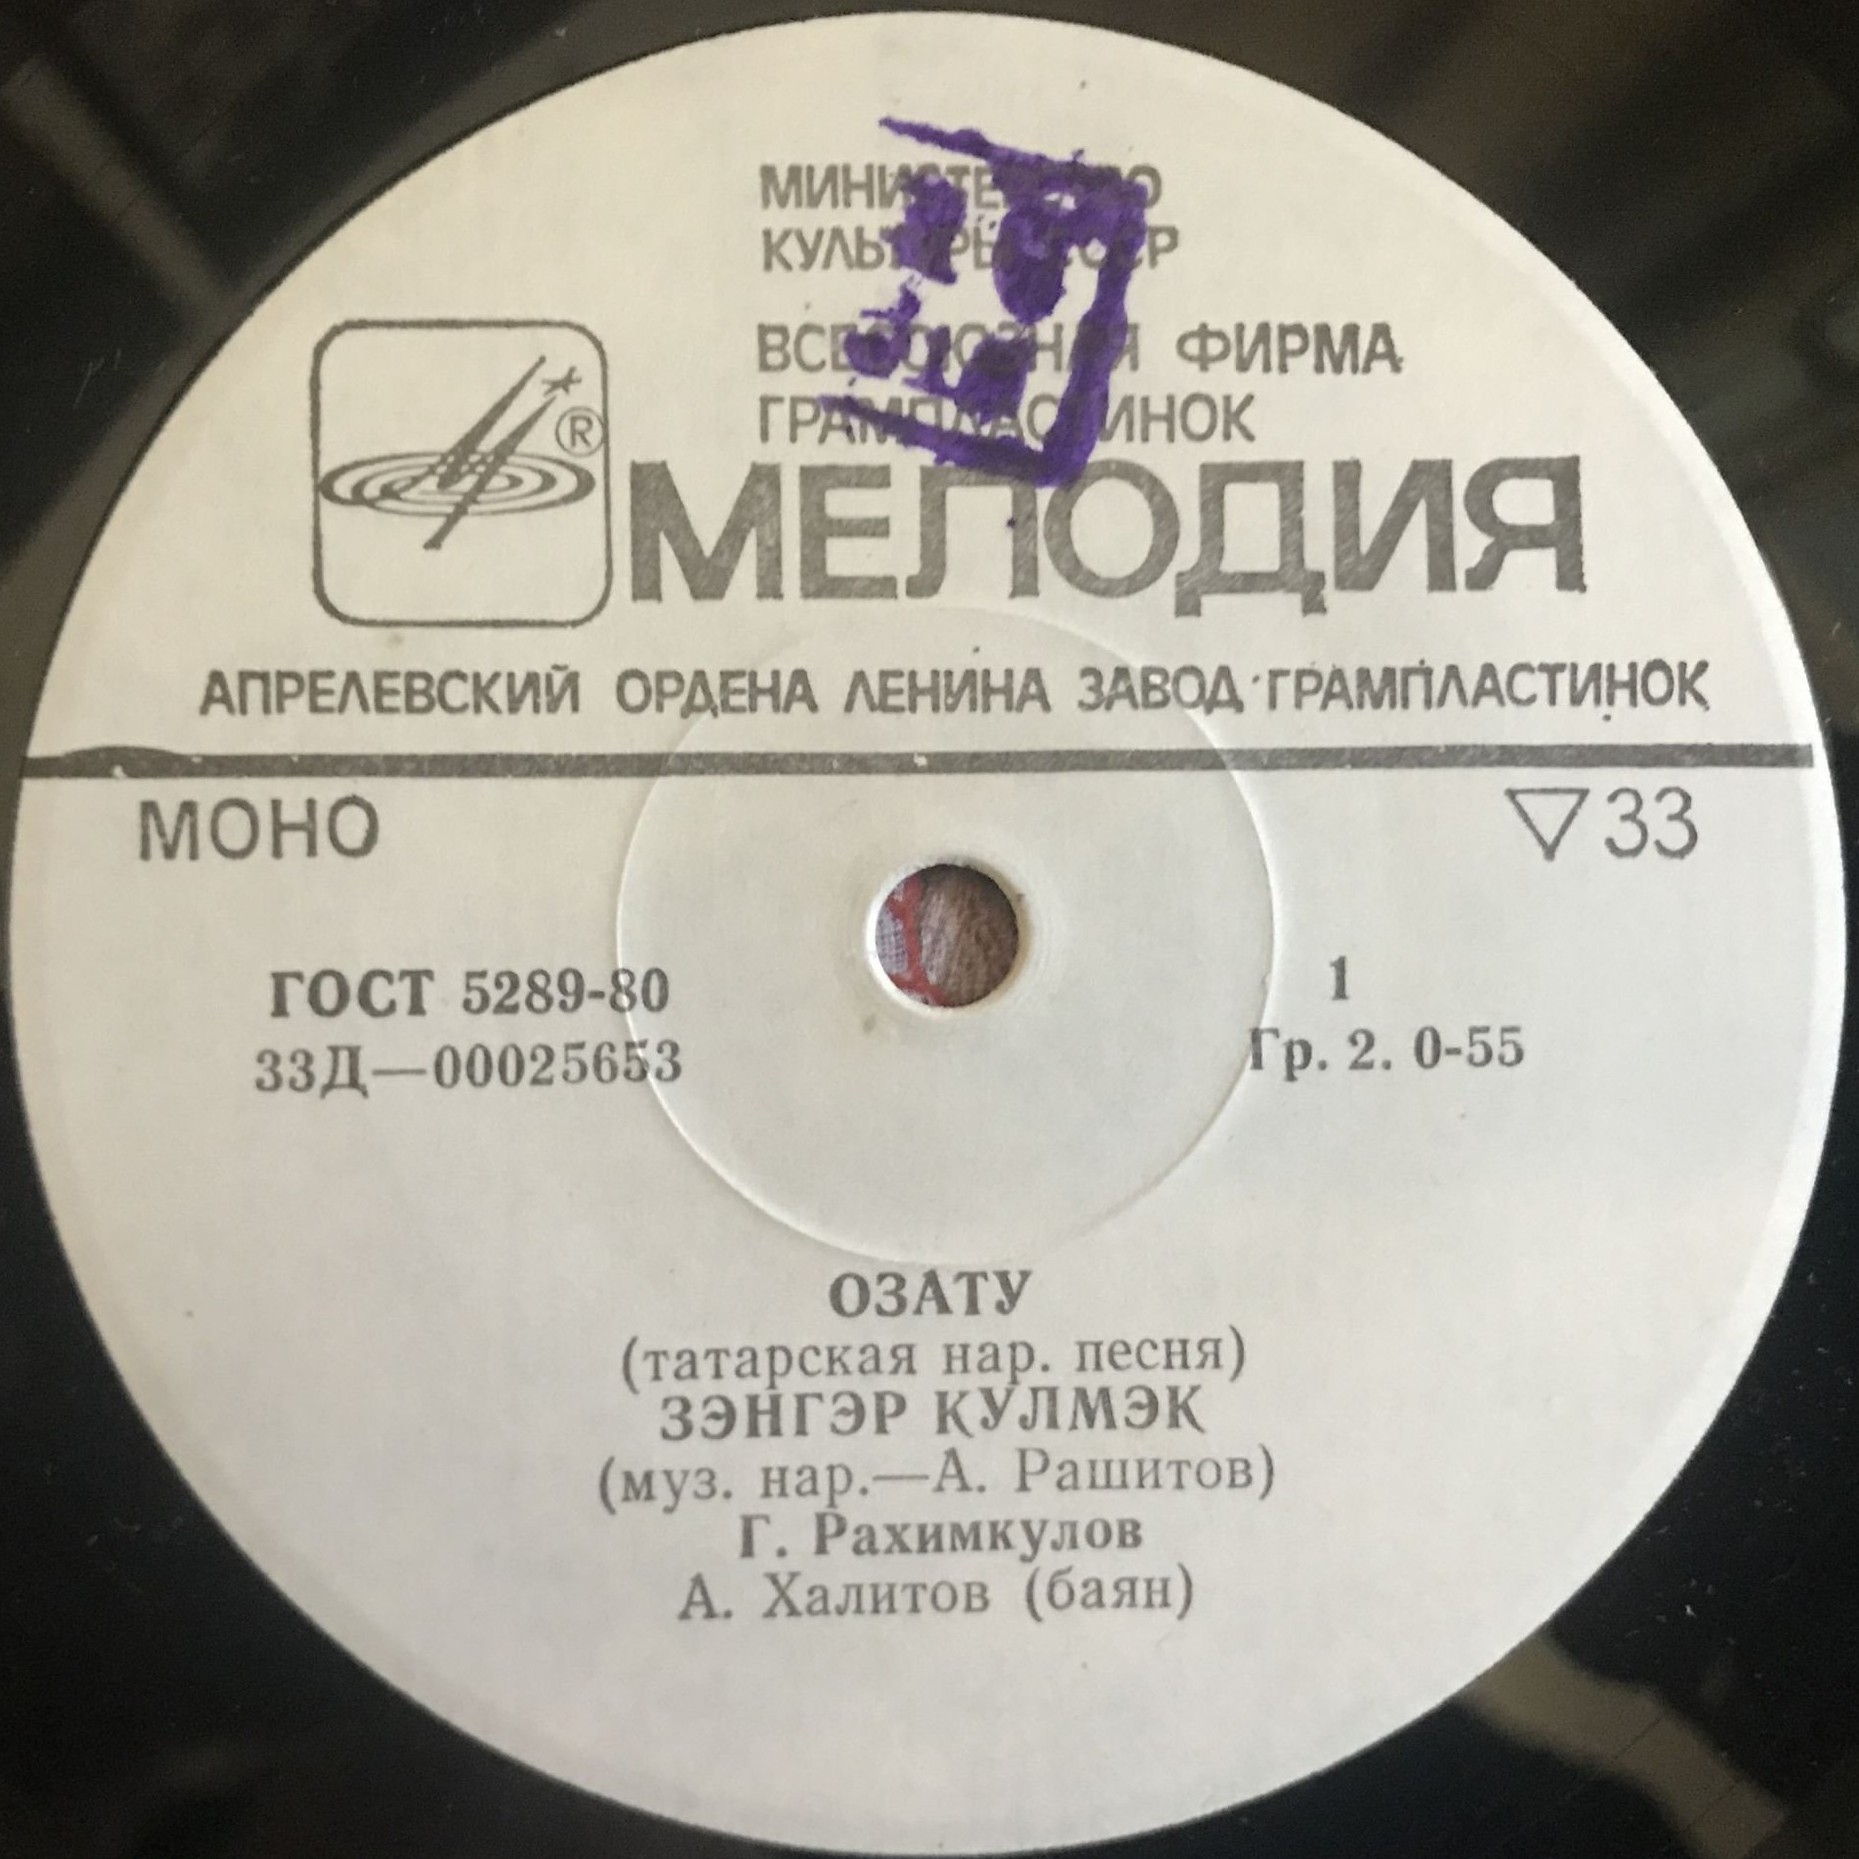 МИНИСТЕРСТВО
КУЛЬТУРЫ СССР
ВСЕСОЮЗНАЯ ФИРМА
ГРАМПЛАСТИНОК
®
МЕЛОДИЯ
АПРЕЛЕВСКИЙ ОРДЕНА ЛЕНИНА ЗАВОД ГРАМПЛАСТИНОК
МОНО
▽33
ГОСТ 5289-80
33Д—00025653
1
Гр. 2. 0-55
ОЗАТУ
(татарская нар. песня)
ЗЭНГЭР КУЛМЭК
(муз. нар.—А. Рашитов)
Г. Рахимкулов
А. Халитов (баян)